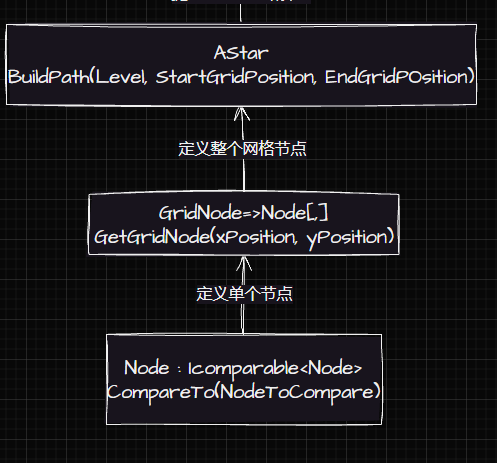 AStar
BuildPath(Level, StartGridPosition, EndGridPOsition)
定义整个网格节点
GridNode=>Node[,]
GetGridNode(xPosition, yPosition)
定义单个节点
Node : Icomparable<Node>
CompareTo(NodeToCompare)